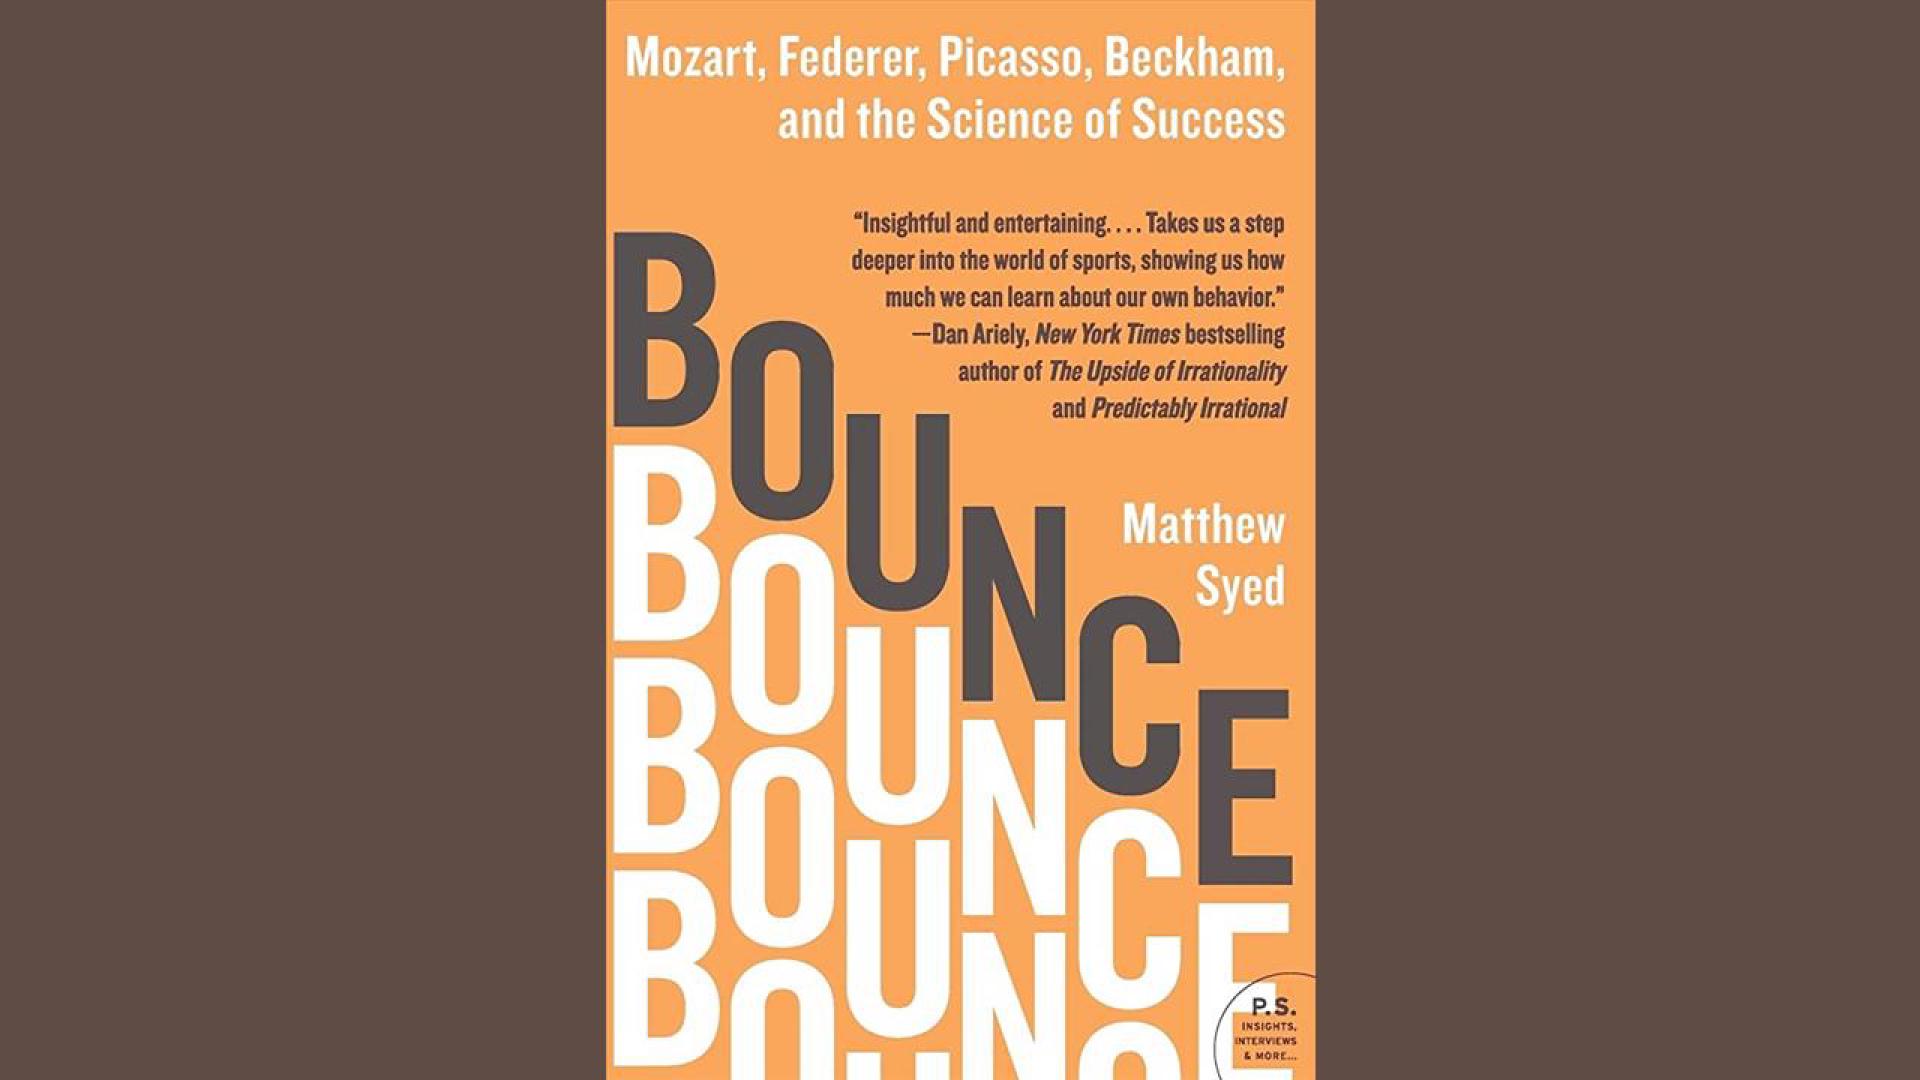 Mozart, Federer, Picasso, Beckham,
and the Science of Success
“Insightful and entertaining. . . . Takes us a step
deeper into the world of sports, showing us how
much we can learn about our own behavior.”
—Dan Ariely, New York Times bestselling
author of The Upside of Irrationality
and Predictably Irrational
BOUNCE
Matthew
Syed
BOUNCE
BOUNCE
BOUN
P.S.
INSIGHTS,
INTERVIEWS
& MORE...